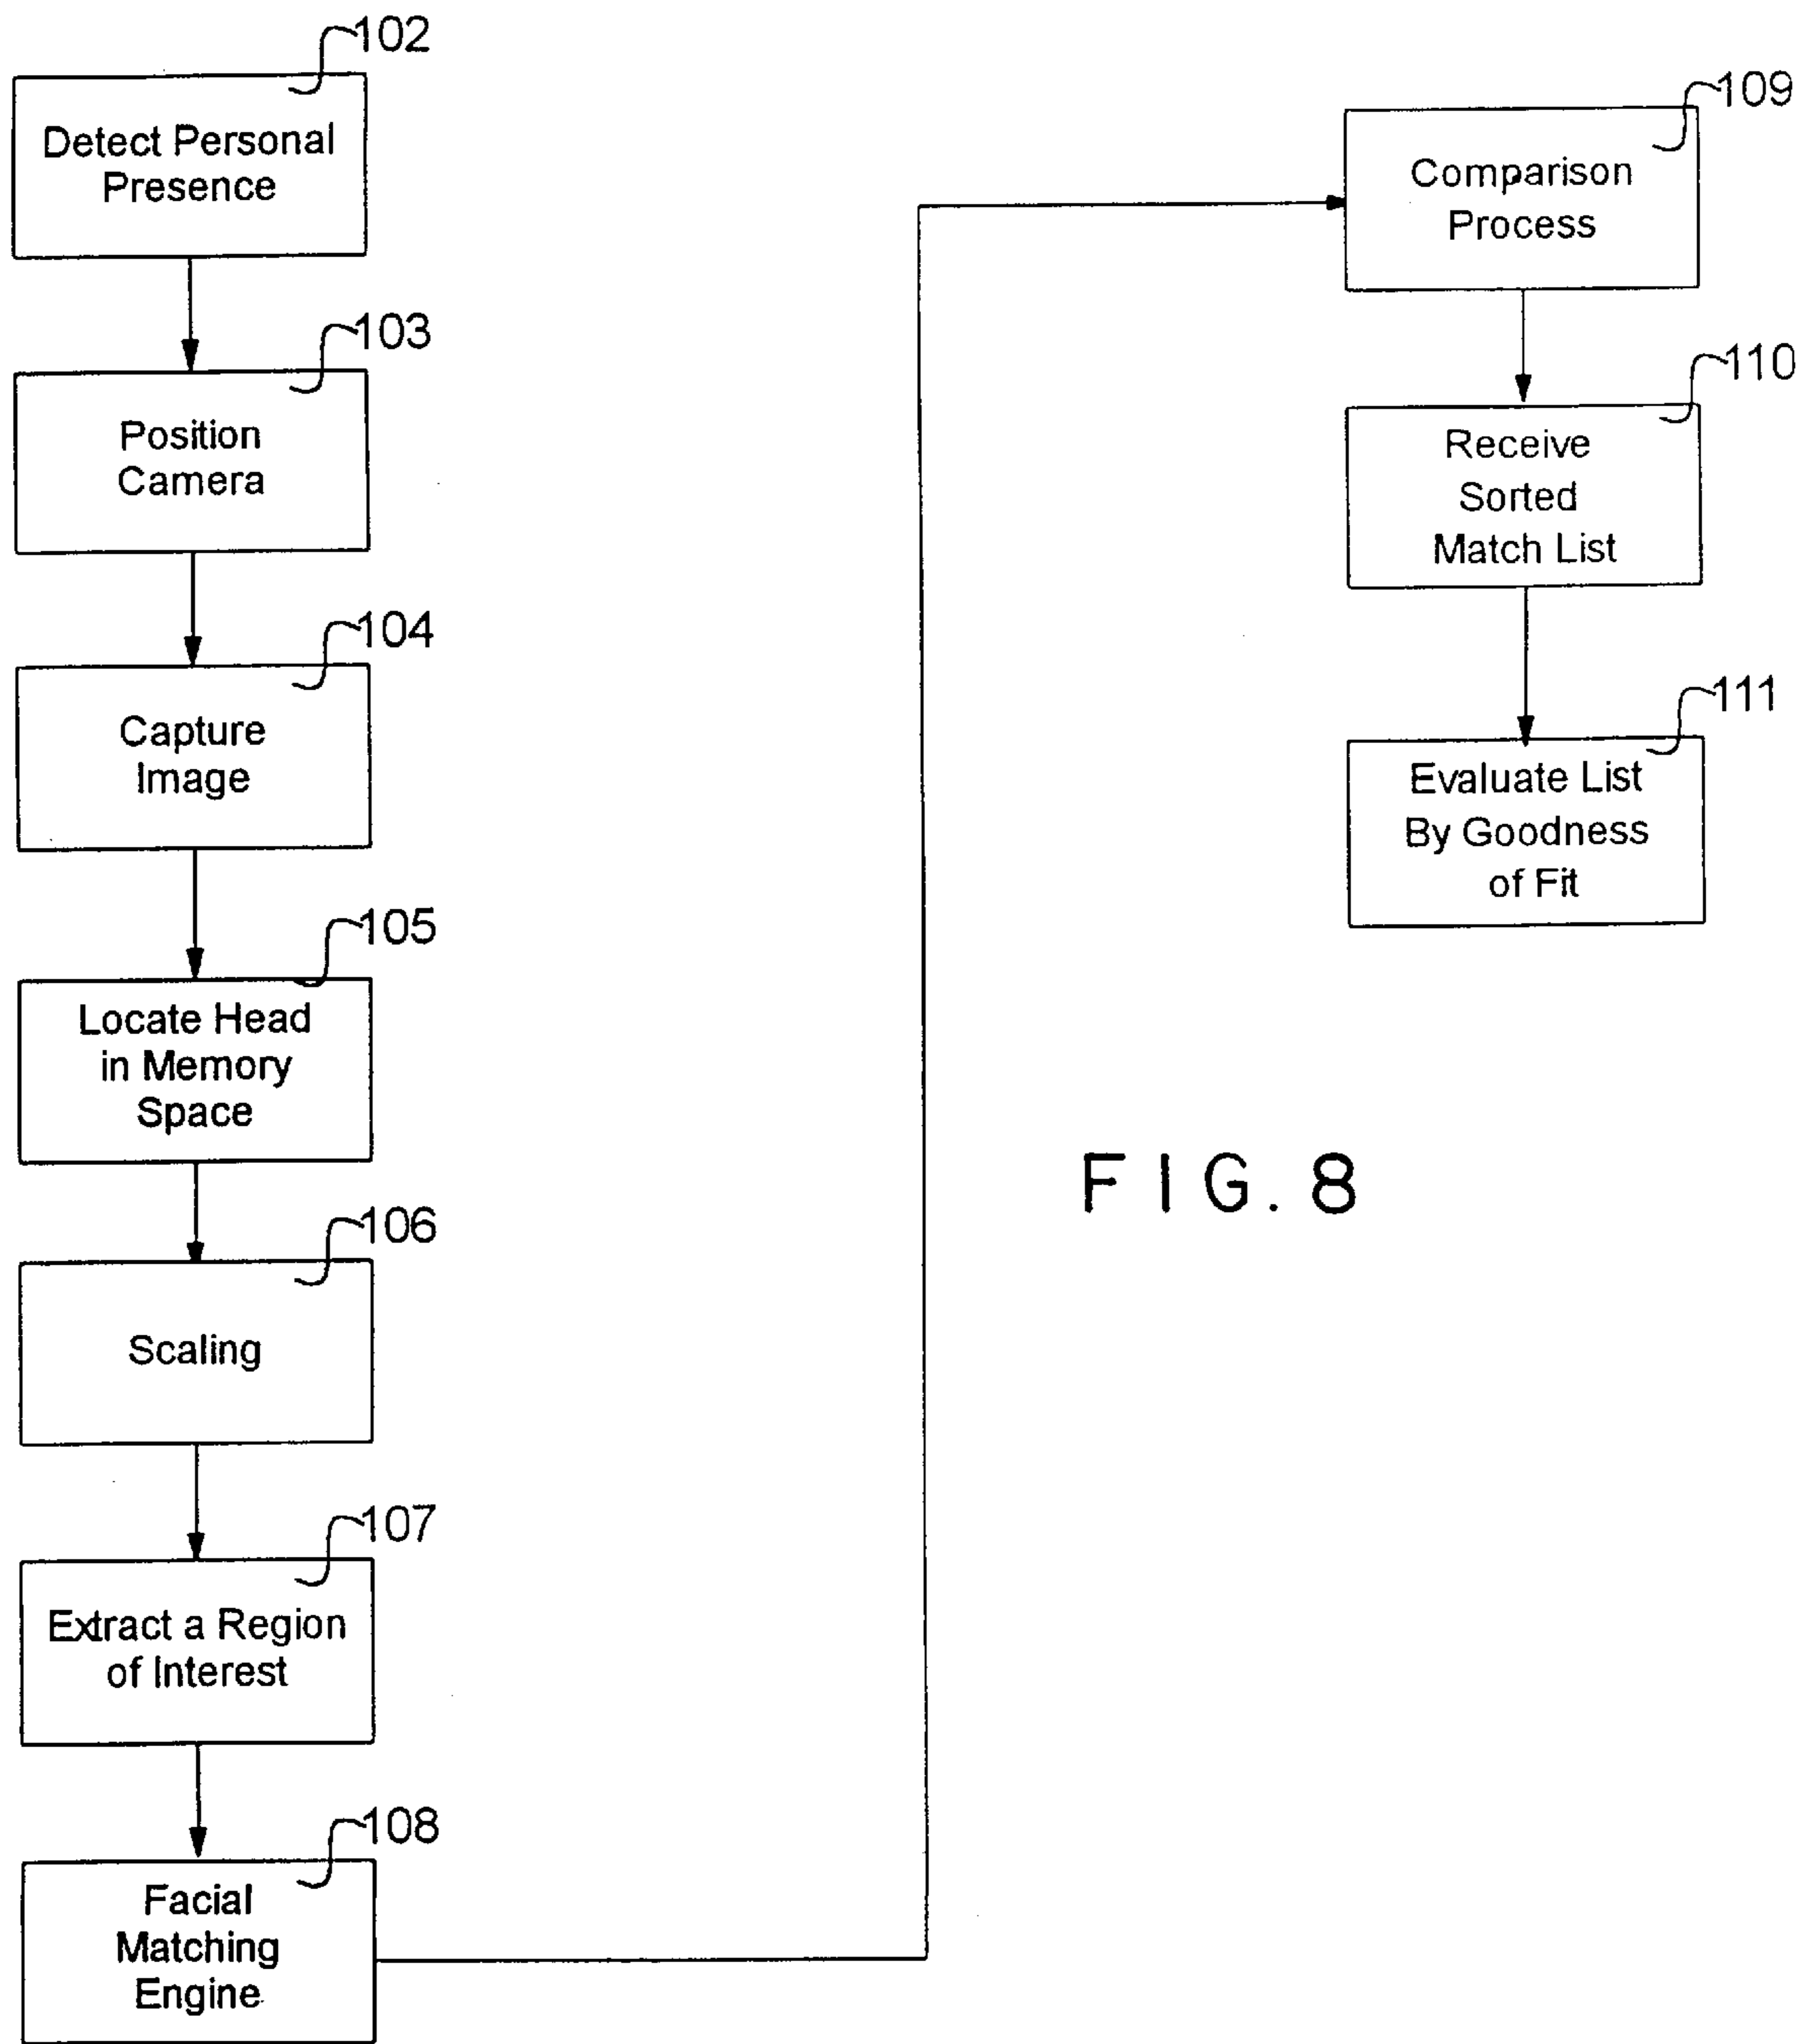 102
Detect Personal
Presence
103
Position
Camera
104
Capture
Image
105
Locate Head
in Memory
Space
106
Scaling
107
Extract a Region
of Interest
108
Facial
Matching
Engine
109
Comparison
Process
110
Receive
Sorted
Match List
111
Evaluate List
By Goodness
of Fit
FIG. 8